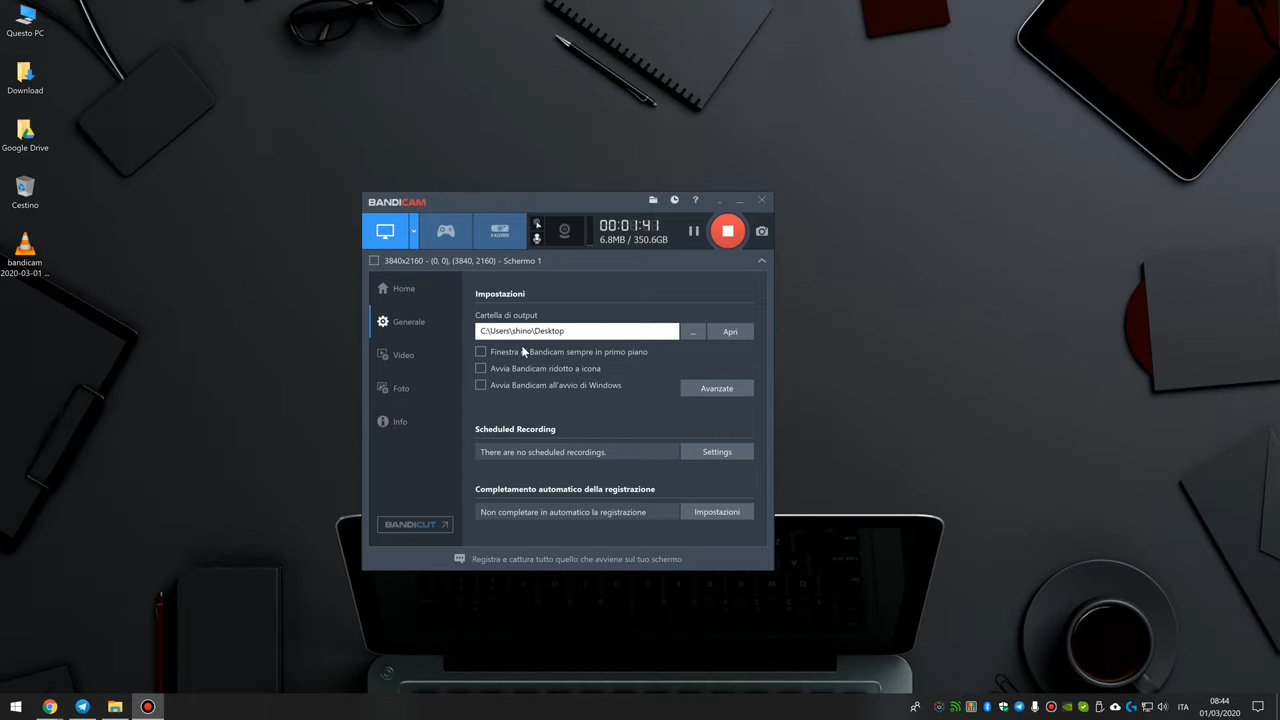 Questo PC
Download
Google Drive
Cestino
bandicam
2020-03-01 ...
BANDICAM
?
00:01:41
6.8MB / 350.6GB
3840x2160 - (0, 0), (3840, 2160) - Schermo 1
Home
Generale
Video
Foto
Info
BANDICUT
Impostazioni
Cartella di output
C:\Users\shino\Desktop
...
Apri
Finestra Bandicam sempre in primo piano
Avvia Bandicam ridotto a icona
Avvia Bandicam all'avvio di Windows
Avanzate
Scheduled Recording
There are no scheduled recordings.
Settings
Completamento automatico della registrazione
Non completare in automatico la registrazione
Impostazioni
Registra e cattura tutto quello che avviene sul tuo schermo
ITA
08:44
01/03/2020